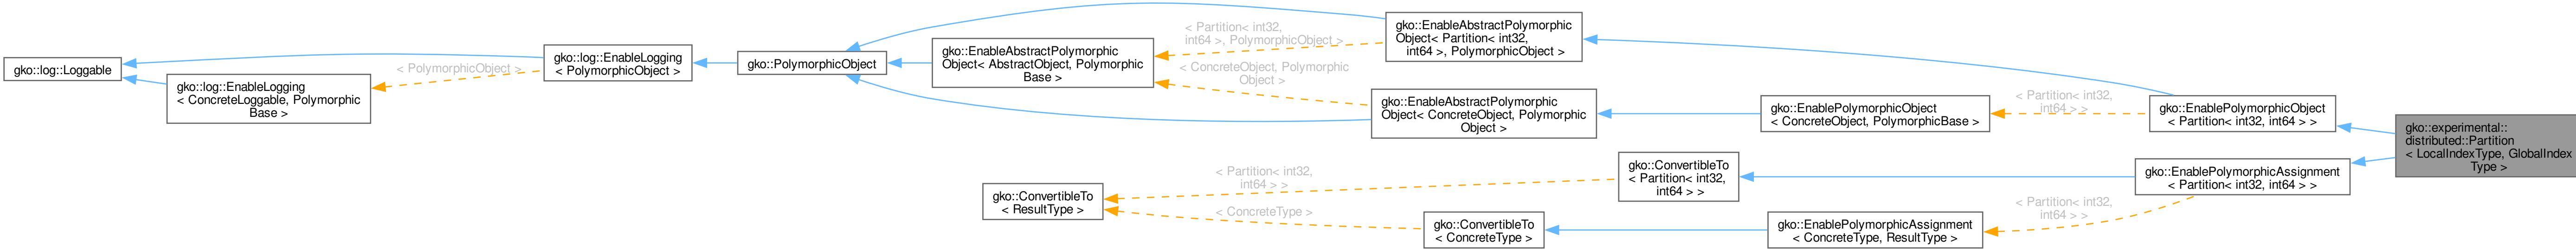 gko::log::Loggable
gko::log::EnableLogging
< ConcreteLoggable, Polymorphic
Base >
< PolymorphicObject >
gko::log::EnableLogging
< PolymorphicObject >
gko::PolymorphicObject
gko::EnableAbstractPolymorphic
Object< AbstractObject, Polymorphic
Base >
< Partition< int32,
int64 >, PolymorphicObject >
< ConcreteObject, Polymorphic
Object >
gko::EnableAbstractPolymorphic
Object< Partition< int32,
int64 >, PolymorphicObject >
gko::EnableAbstractPolymorphic
Object< ConcreteObject, Polymorphic
Object >
gko::EnablePolymorphicObject
< ConcreteObject, PolymorphicBase >
< Partition< int32,
int64 > >
gko::EnablePolymorphicObject
< Partition< int32, int64 > >
gko::experimental::
distributed::Partition
< LocalIndexType, GlobalIndex
Type >
gko::ConvertibleTo
< ResultType >
< Partition< int32,
int64 > >
< ConcreteType >
gko::ConvertibleTo
< Partition< int32,
int64 > >
gko::ConvertibleTo
< ConcreteType >
gko::EnablePolymorphicAssignment
< ConcreteType, ResultType >
< Partition< int32,
int64 > >
gko::EnablePolymorphicAssignment
< Partition< int32, int64 > >